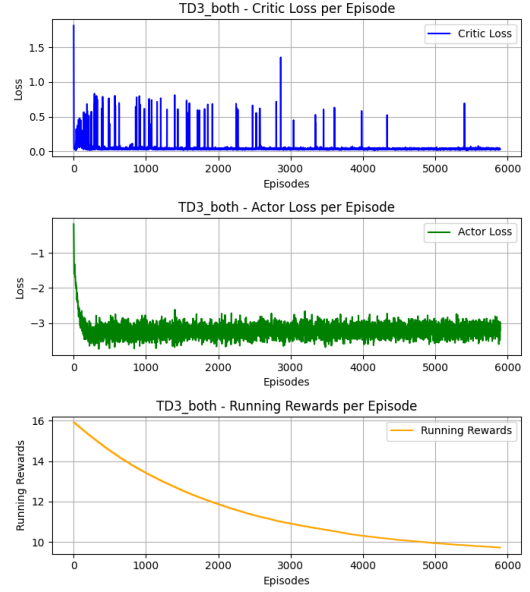 TD3_both - Critic Loss per Episode
Critic Loss
Loss
1.5
1.0
0.5
0.0
0 1000 2000 3000 4000 5000 6000
Episodes
TD3_both - Actor Loss per Episode
Actor Loss
Loss
−1
−2
−3
0 1000 2000 3000 4000 5000 6000
Episodes
TD3_both - Running Rewards per Episode
Running Rewards
Running Rewards
16
14
12
10
0 1000 2000 3000 4000 5000 6000
Episodes